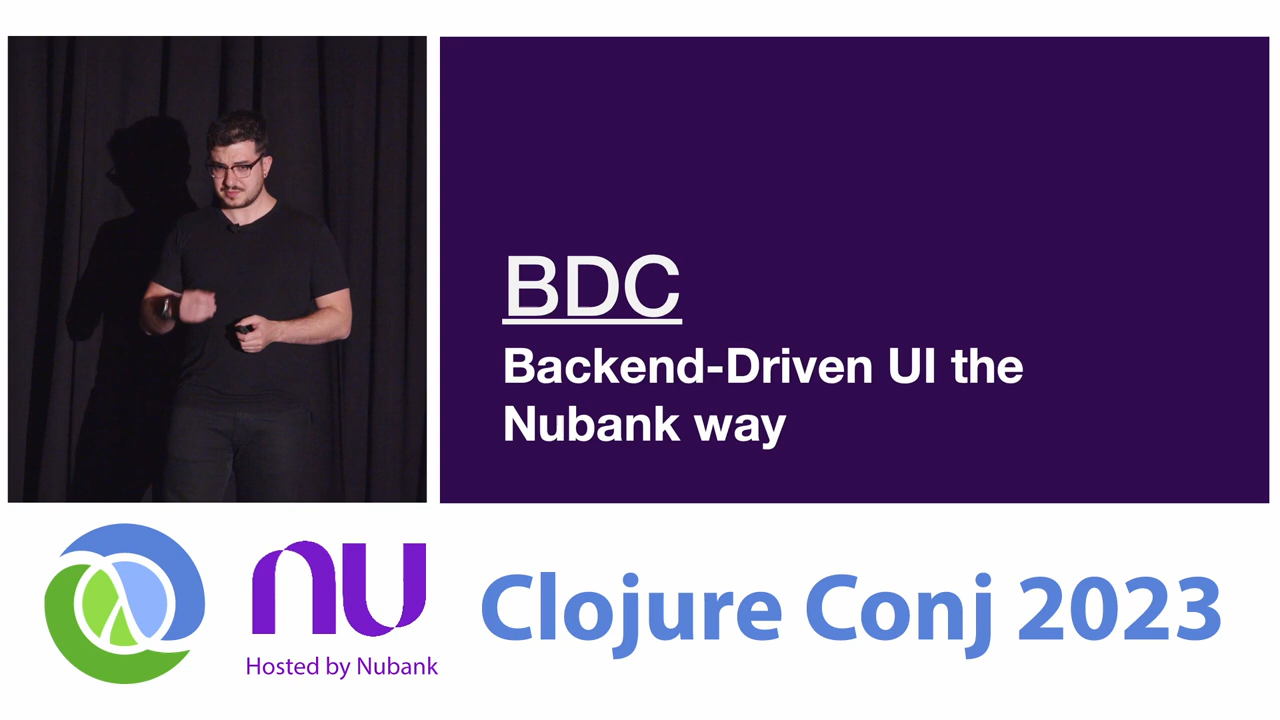 BDC
Backend-Driven UI the
Nubank way
nu
Hosted by Nubank
Clojure Conj 2023